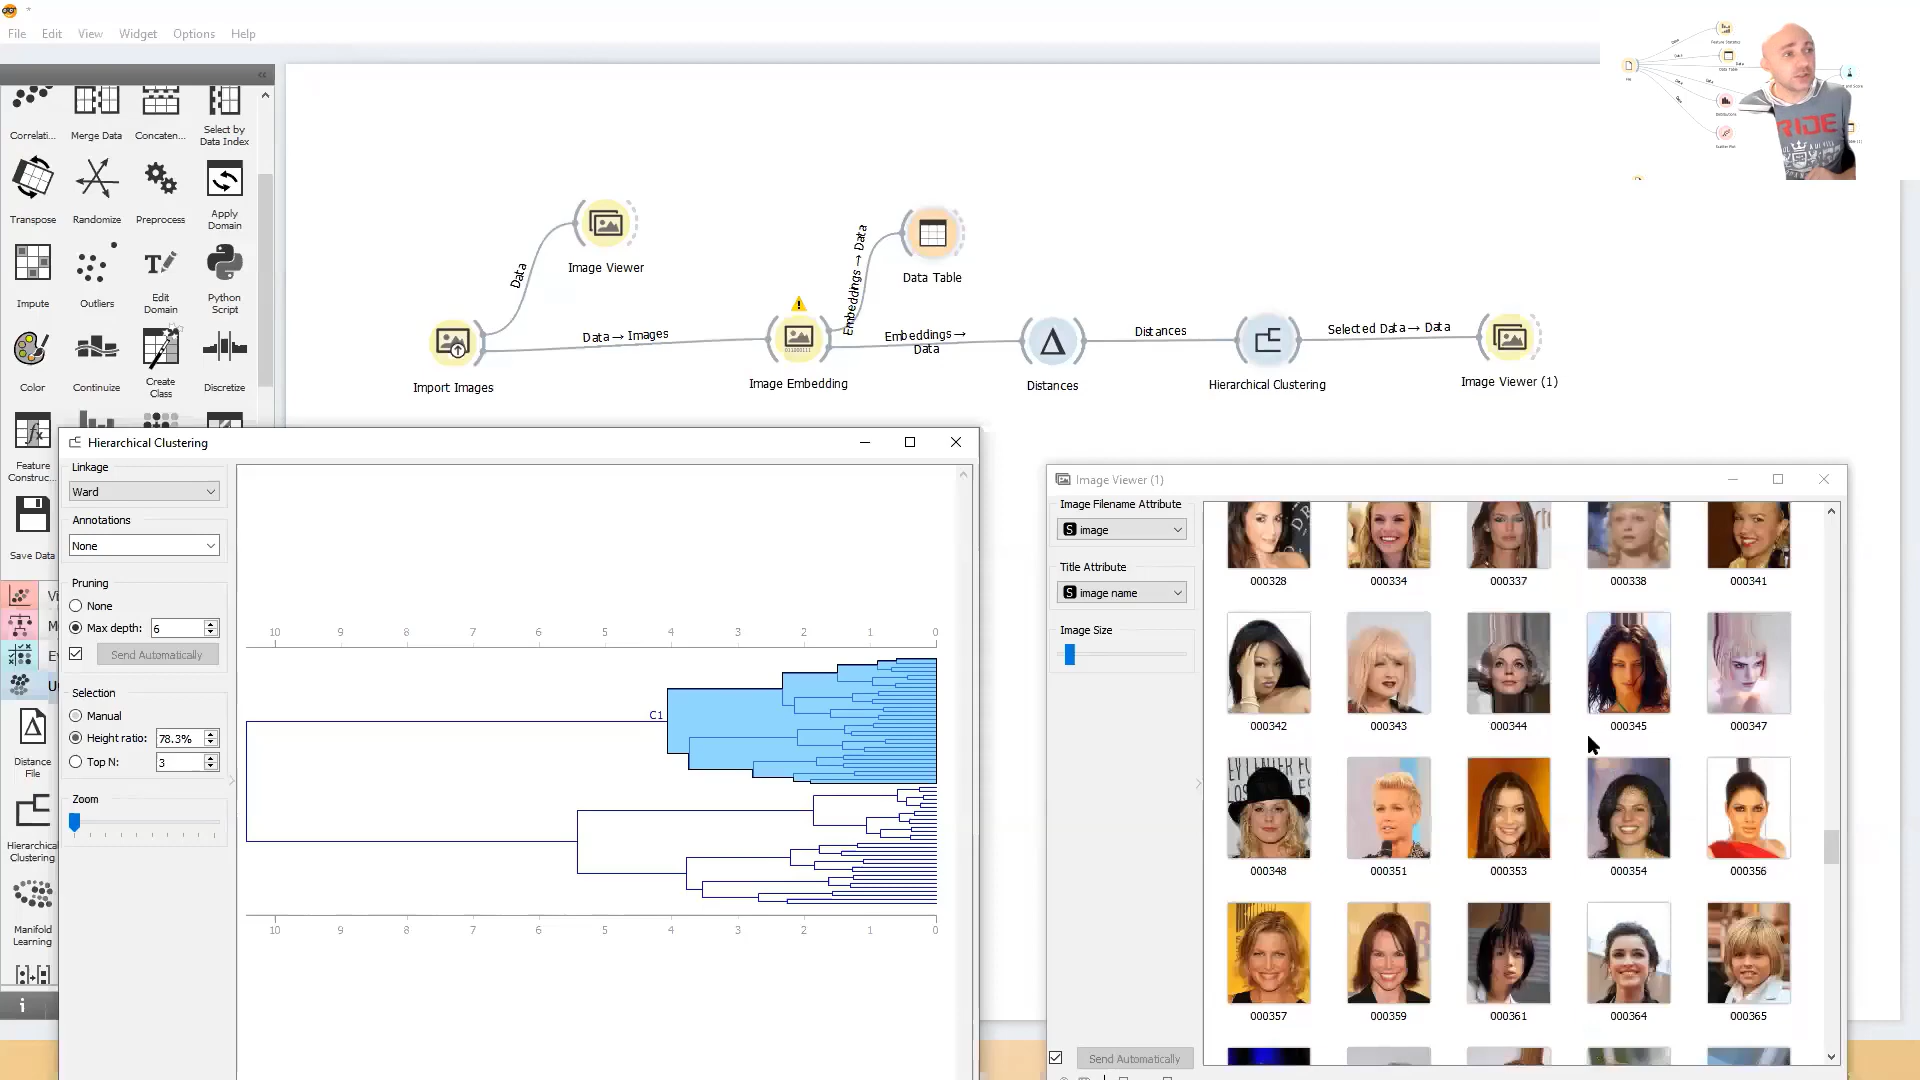 File Edit View Widget Options Help
Correlati... Merge Data Concaten... Select by Data Index
Transpose Randomize Preprocess Apply Domain
Impute Outliers Edit Domain Python Script
Color Continuize Create Class Discretize
Feature Construc...
Save Data
Distance File
Hierarchical Clustering
Manifold Learning
Data
Image Viewer
Import Images
Data → Images
Image Embedding
Embeddings → Data
Data Table
Embeddings → Data
Distances
Distances
Hierarchical Clustering
Selected Data → Data
Image Viewer (1)
RIDE
Hierarchical Clustering
Linkage
Ward
Annotations
None
Pruning
None
Max depth: 6
Send Automatically
Selection
Manual
Height ratio: 78.3%
Top N: 3
Zoom
10 9 8 7 6 5 4 3 2 1 0
C1
10 9 8 7 6 5 4 3 2 1 0
Image Viewer (1)
Image Filename Attribute
S image
Title Attribute
S image name
Image Size
Send Automatically
000328 000334 000337 000338 000341
000342 000343 000344 000345 000347
000348 000351 000353 000354 000356
000357 000359 000361 000364 000365